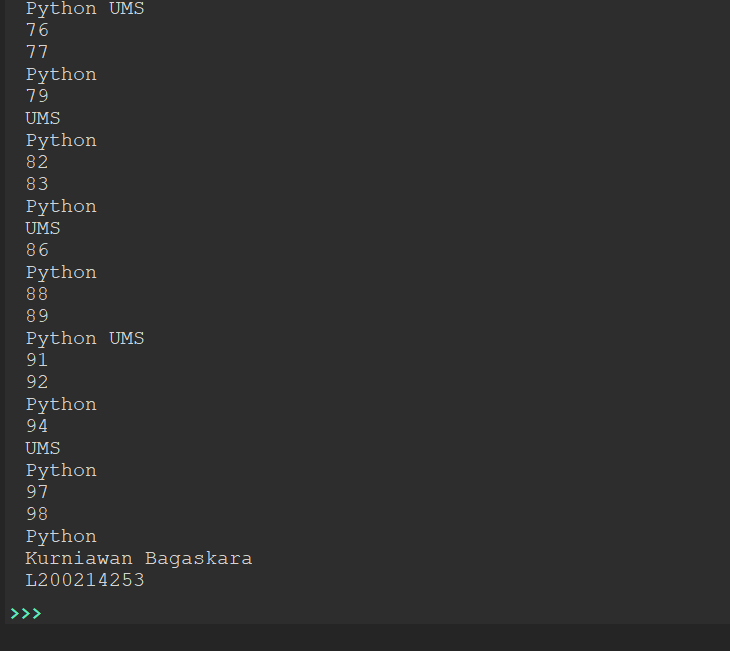 Python UMS
76
77
Python
79
UMS
Python
82
83
Python
UMS
86
Python
88
89
Python UMS
91
92
Python
94
UMS
Python
97
98
Python
Kurniawan Bagaskara
L200214253
>>>